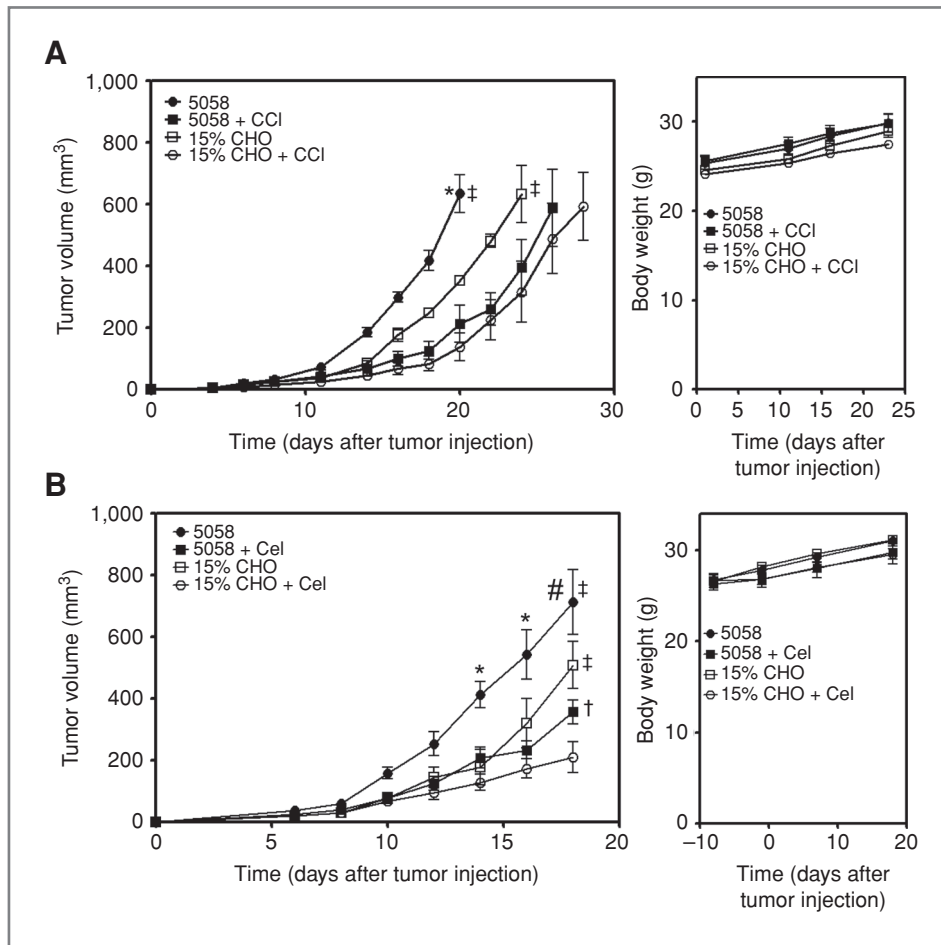 A
1,000
800
600
400
200
0
Tumor volume (mm³)
5058
5058 + CCI
15% CHO
15% CHO + CCI
*
‡
‡
0
10
20
30
Time (days after tumor injection)
30
20
10
0
Body weight (g)
5058
5058 + CCI
15% CHO
15% CHO + CCI
0
5
10
15
20
25
Time (days after
tumor injection)
B
1,000
800
600
400
200
0
Tumor volume (mm³)
5058
5058 + Cel
15% CHO
15% CHO + Cel
*
*
#
‡
‡
†
0
5
10
15
20
Time (days after tumor injection)
30
20
10
0
Body weight (g)
5058
5058 + Cel
15% CHO
15% CHO + Cel
–10
0
10
20
Time (days after
tumor injection)